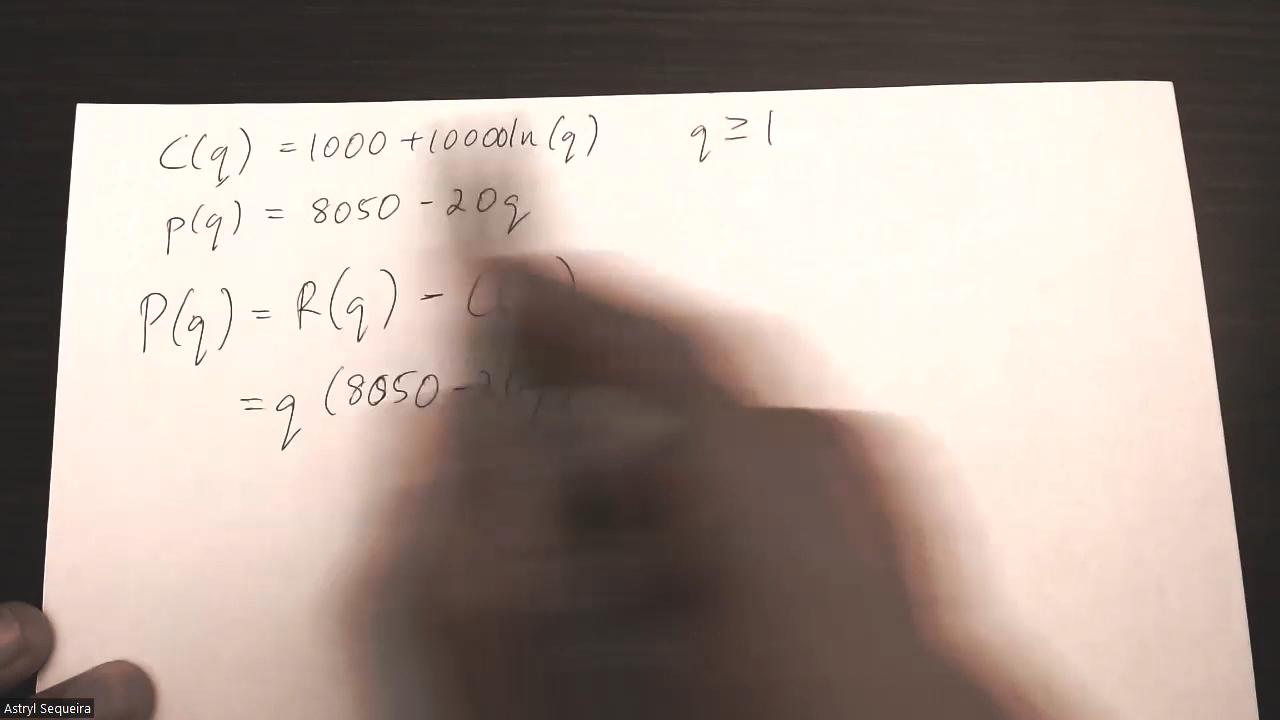 C(q) = 1000 + 10000ln(q) q ≥ 1
p(q) = 8050 - 20q
P(q) = R(q) -
= q (8050 -
Astryl Sequeira